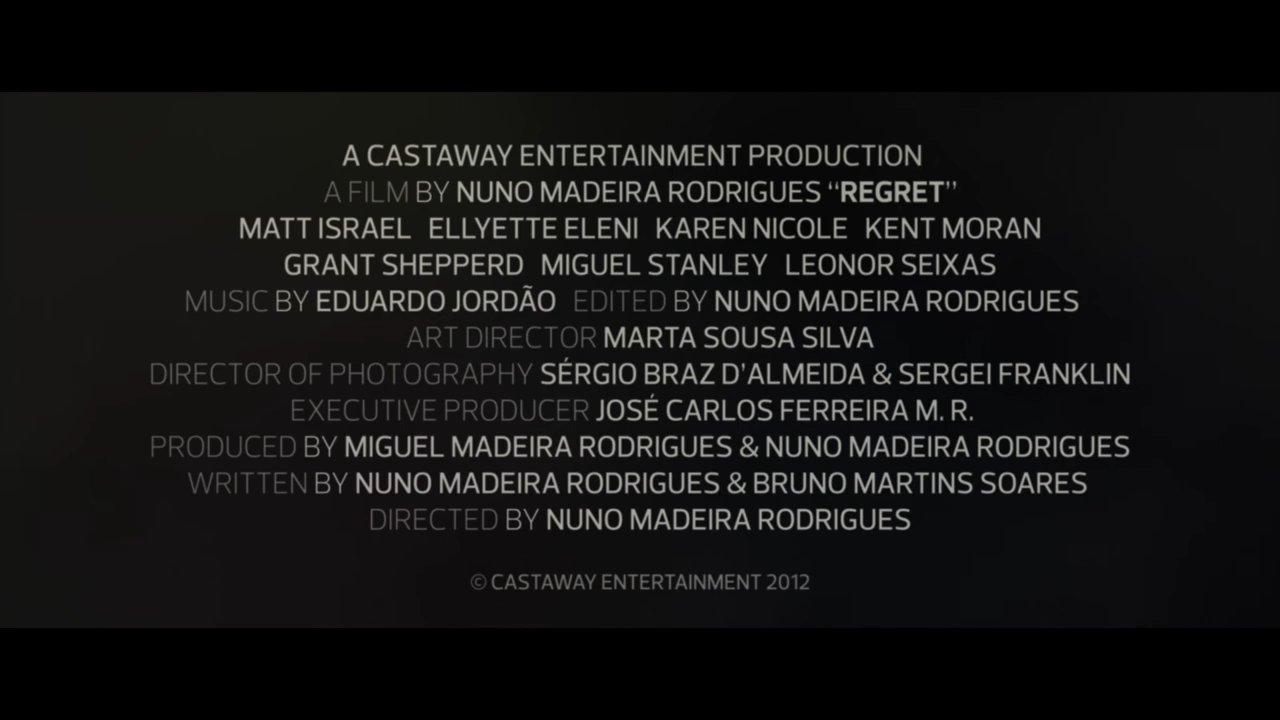 A CASTAWAY ENTERTAINMENT PRODUCTION
A FILM BY NUNO MADEIRA RODRIGUES “REGRET”
MATT ISRAEL ELLYETTE ELENI KAREN NICOLE KENT MORAN
GRANT SHEPPERD MIGUEL STANLEY LEONOR SEIXAS
MUSIC BY EDUARDO JORDÃO EDITED BY NUNO MADEIRA RODRIGUES
ART DIRECTOR MARTA SOUSA SILVA
DIRECTOR OF PHOTOGRAPHY SÉRGIO BRAZ D’ALMEIDA & SERGEI FRANKLIN
EXECUTIVE PRODUCER JOSÉ CARLOS FERREIRA M. R.
PRODUCED BY MIGUEL MADEIRA RODRIGUES & NUNO MADEIRA RODRIGUES
WRITTEN BY NUNO MADEIRA RODRIGUES & BRUNO MARTINS SOARES
DIRECTED BY NUNO MADEIRA RODRIGUES
© CASTAWAY ENTERTAINMENT 2012